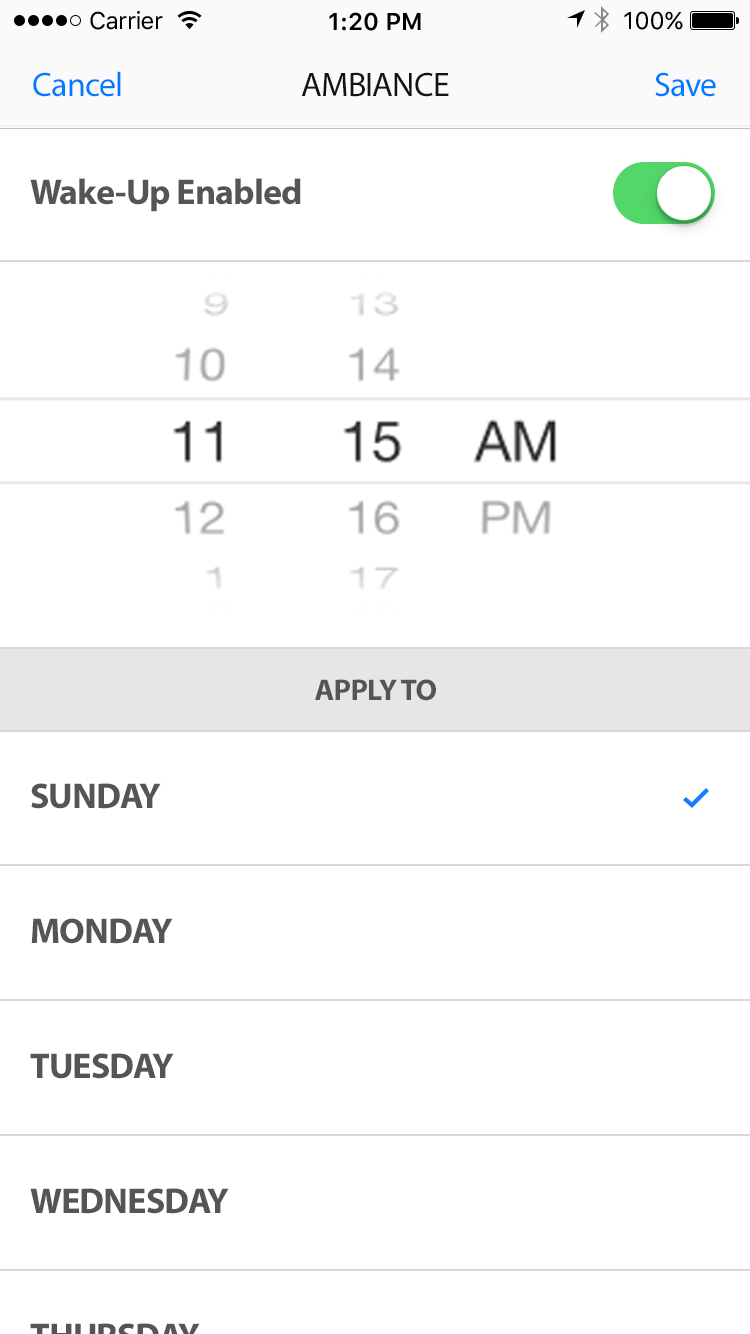 Carrier 1:20 PM 100%
Cancel AMBIANCE Save
Wake-Up Enabled
9 13
10 14
11 15 AM
12 16 PM
1 17
APPLY TO
SUNDAY
MONDAY
TUESDAY
WEDNESDAY
THURSDAY